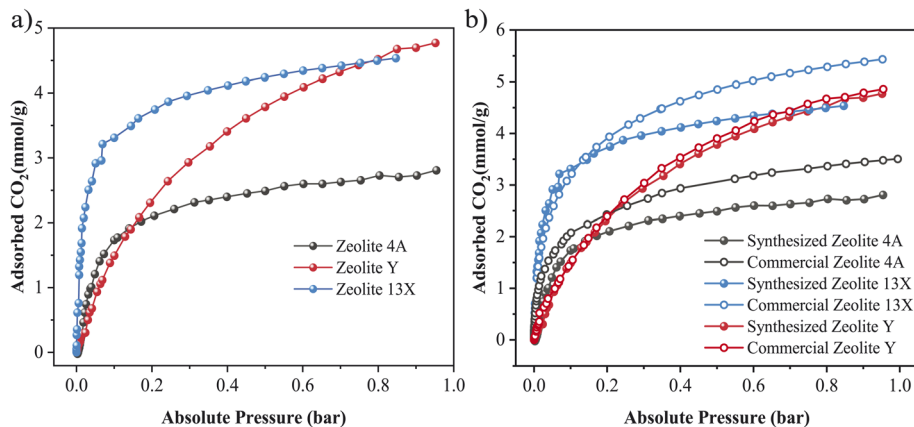 a)
5
4
3
2
1
0
Adsorbed CO2(mmol/g)
Zeolite 4A
Zeolite Y
Zeolite 13X
0.0 0.2 0.4 0.6 0.8 1.0
Absolute Pressure (bar)
b)
6
5
4
3
2
1
0
Adsorbed CO2(mmol/g)
Synthesized Zeolite 4A
Commercial Zeolite 4A
Synthesized Zeolite 13X
Commercial Zeolite 13X
Synthesized Zeolite Y
Commercial Zeolite Y
0.0 0.2 0.4 0.6 0.8 1.0
Absolute Pressure (bar)